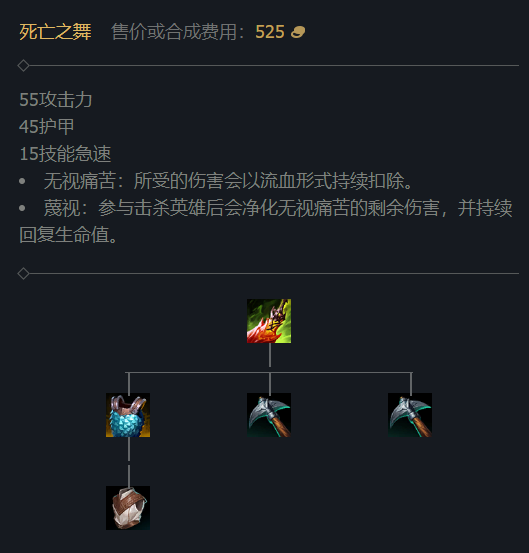 死亡之舞 售价或合成费用：525
55攻击力
45护甲
15技能急速
• 无视痛苦：所受的伤害会以流血形式持续扣除。
• 蔑视：参与击杀英雄后会净化无视痛苦的剩余伤害，并持续
回复生命值。